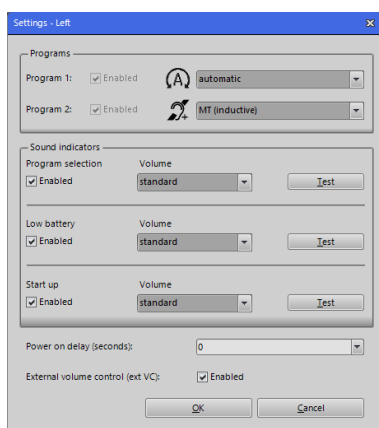 Settings - Left
Programs
Program 1: Enabled automatic
Program 2: Enabled MT (inductive)
Sound indicators
Program selection Volume
Enabled standard Test
Low battery Volume
Enabled standard Test
Start up Volume
Enabled standard Test
Power on delay (seconds): 0
External volume control (ext VC): Enabled
OK Cancel